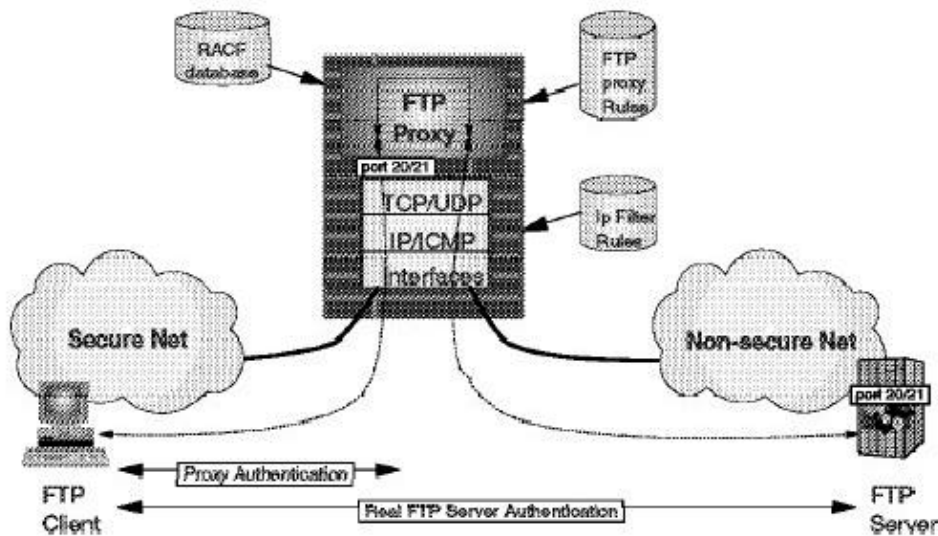 RACF
database
FTP
Proxy
FTP
proxy
Rules
port 20/21
TCP/UDP
IP/ICMP
Interfaces
Ip Filter
Rules
Secure Net
Non-secure Net
port 20/21
Proxy Authentication
FTP
Client
Real FTP Server Authentication
FTP
Server